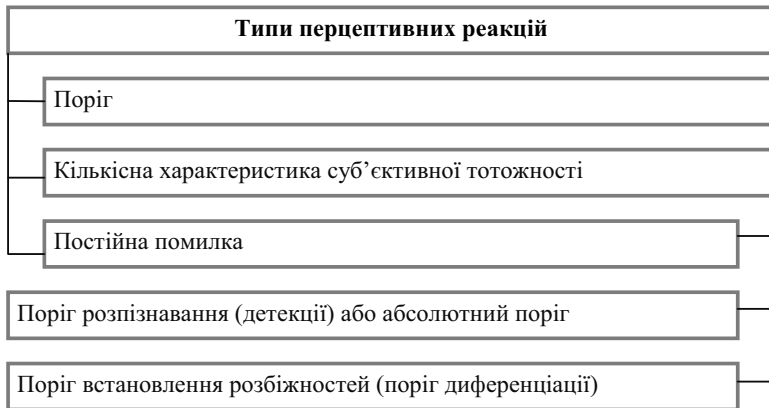 Типи перцептивних реакцій
Поріг
Кількісна характеристика суб’єктивної тотожності
Постійна помилка
Поріг розпізнавання (детекції) або абсолютний поріг
Поріг встановлення розбіжностей (поріг диференціації)